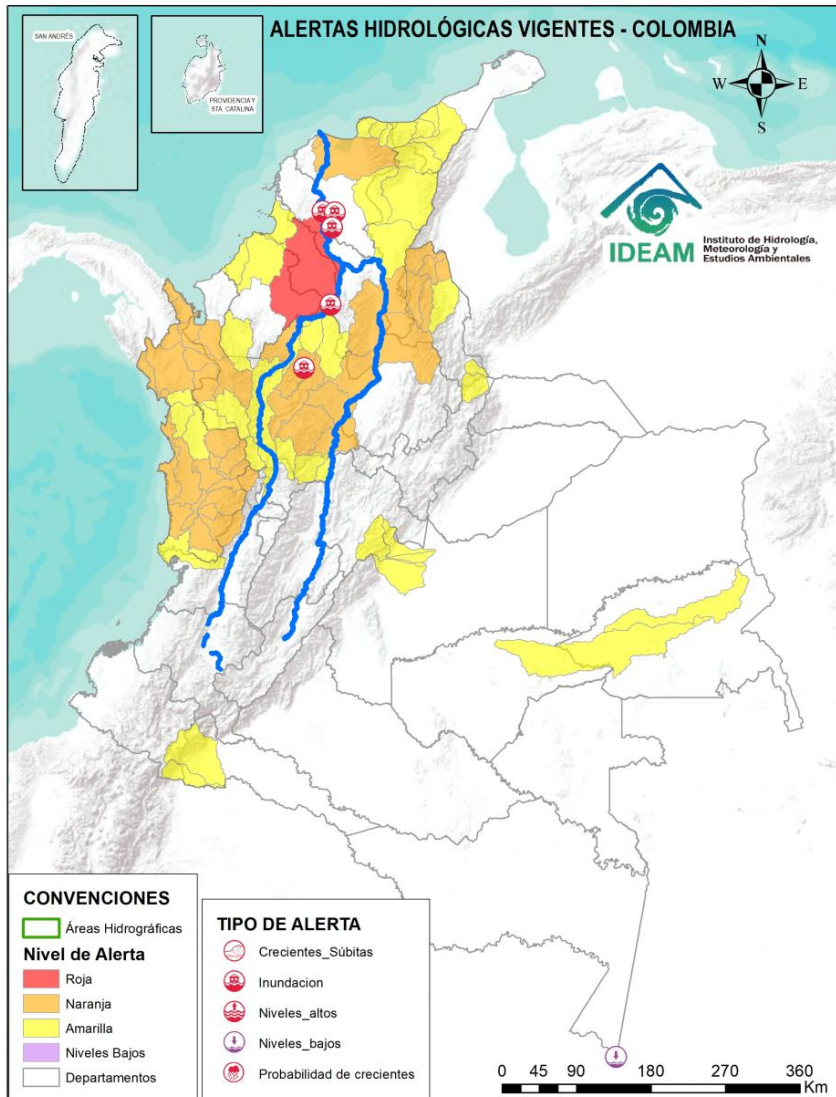 ALERTAS HIDROLÓGICAS VIGENTES - COLOMBIA
SAN ANDRÉS
PROVIDENCIA Y
STA. CATALINA
N
W
E
S
IDEAM
Instituto de Hidrología,
Meteorología y
Estudios Ambientales
CONVENCIONES
Áreas Hidrográficas
Nivel de Alerta
Roja
Naranja
Amarilla
Niveles Bajos
Departamentos
TIPO DE ALERTA
Crecientes_Súbitas
Inundacion
Niveles_altos
Niveles_bajos
Probabilidad de crecientes
0 45 90 180 270 360
Km